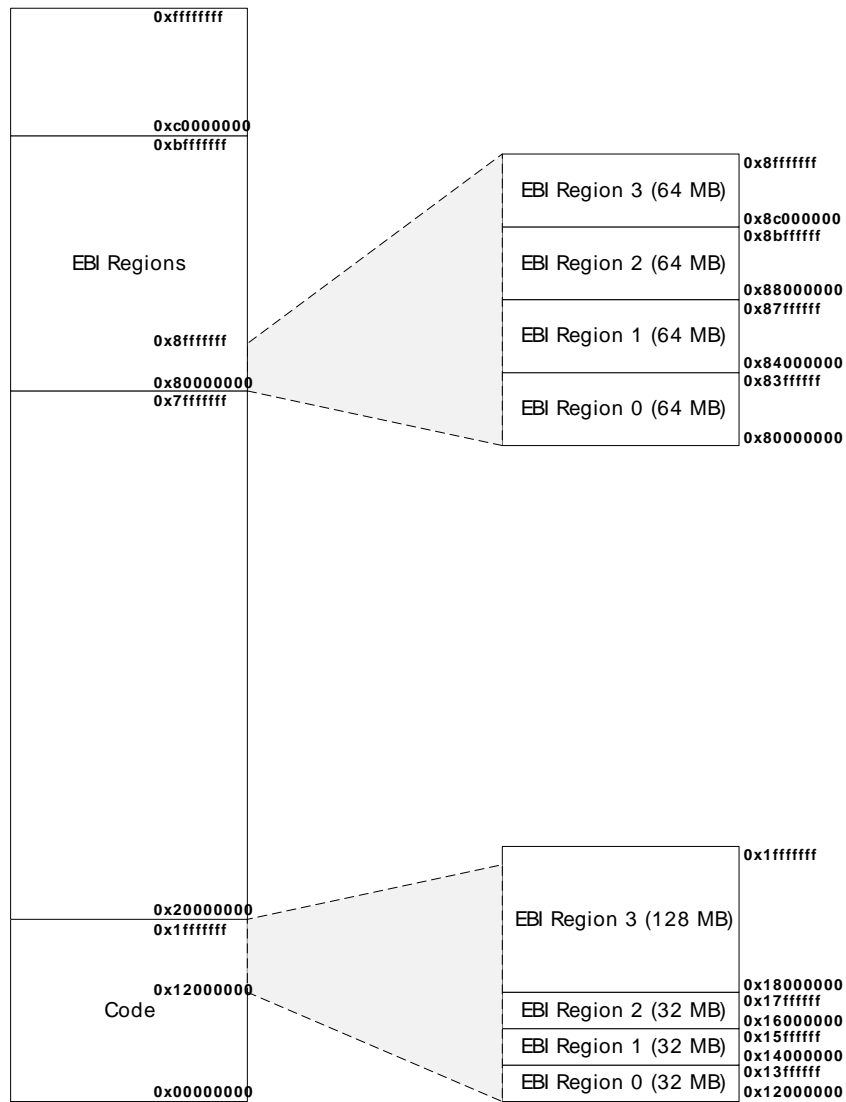 0xffffffff
0xc0000000
0xbfffffff
EBI Regions
0x8fffffff
0x80000000
0x7fffffff
0x20000000
0x1fffffff
0x12000000
Code
0x00000000
0x8fffffff
EBI Region 3 (64 MB)
0x8c000000
0x8bffffff
EBI Region 2 (64 MB)
0x88000000
0x87ffffff
EBI Region 1 (64 MB)
0x84000000
0x83ffffff
EBI Region 0 (64 MB)
0x80000000
0x1fffffff
EBI Region 3 (128 MB)
0x18000000
0x17ffffff
EBI Region 2 (32 MB)
0x16000000
0x15ffffff
EBI Region 1 (32 MB)
0x14000000
0x13ffffff
EBI Region 0 (32 MB)
0x12000000